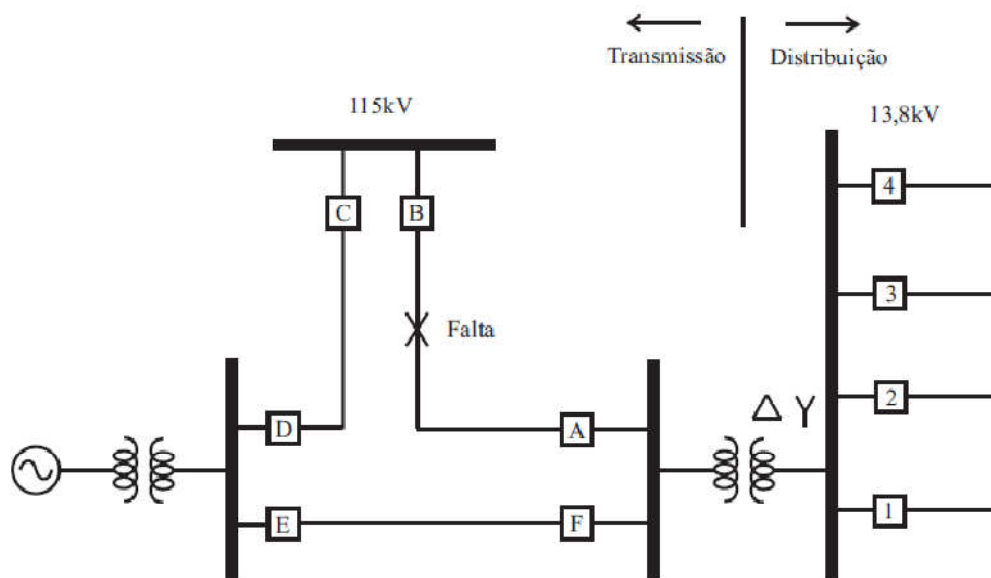 Transmissão
Distribuição
115kV
13,8kV
C
B
4
3
Falta
2
D
A
Δ Y
E
F
1